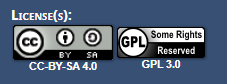 LICENSE(S):
cc BY SA
GPL Some Rights
Reserved
CC-BY-SA 4.0 GPL 3.0